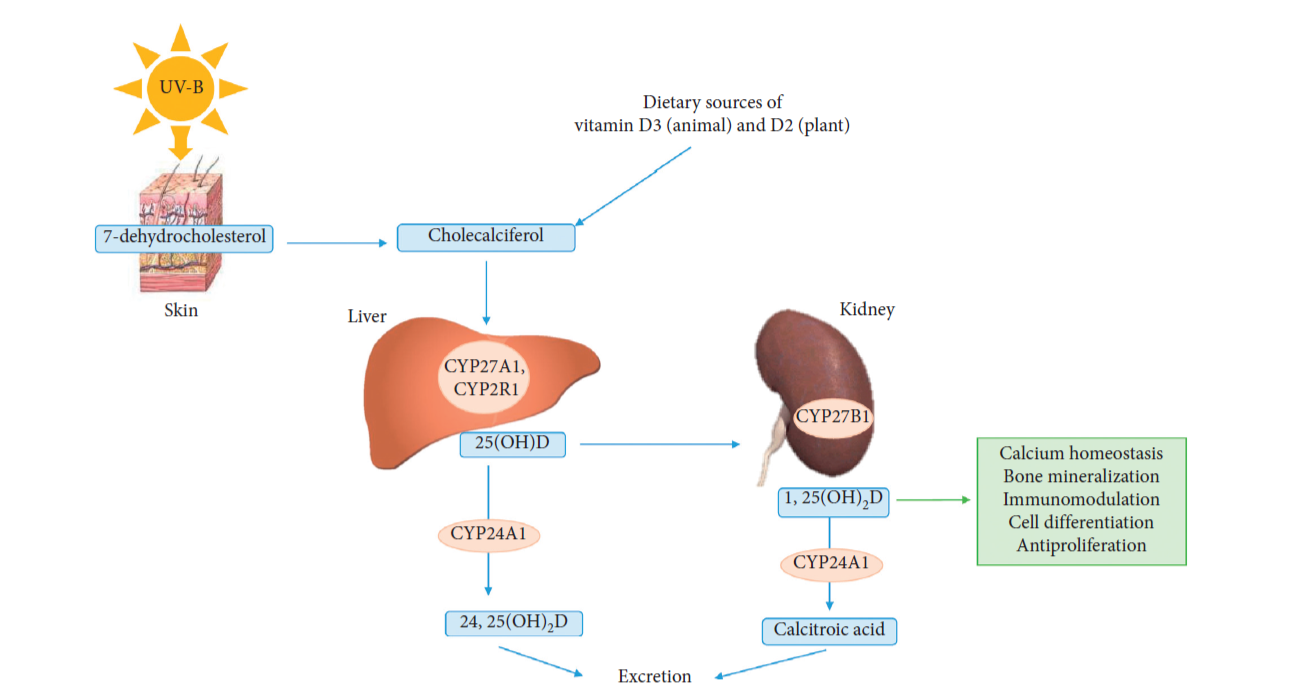 UV-B
Dietary sources of
vitamin D3 (animal) and D2 (plant)
7-dehydrocholesterol
Cholecalciferol
Skin
Liver
Kidney
CYP27A1,
CYP2R1
CYP27B1
25(OH)D
1, 25(OH)₂D
Calcium homeostasis
Bone mineralization
Immunomodulation
Cell differentiation
Antiproliferation
CYP24A1
CYP24A1
24, 25(OH)₂D
Calcitroic acid
Excretion